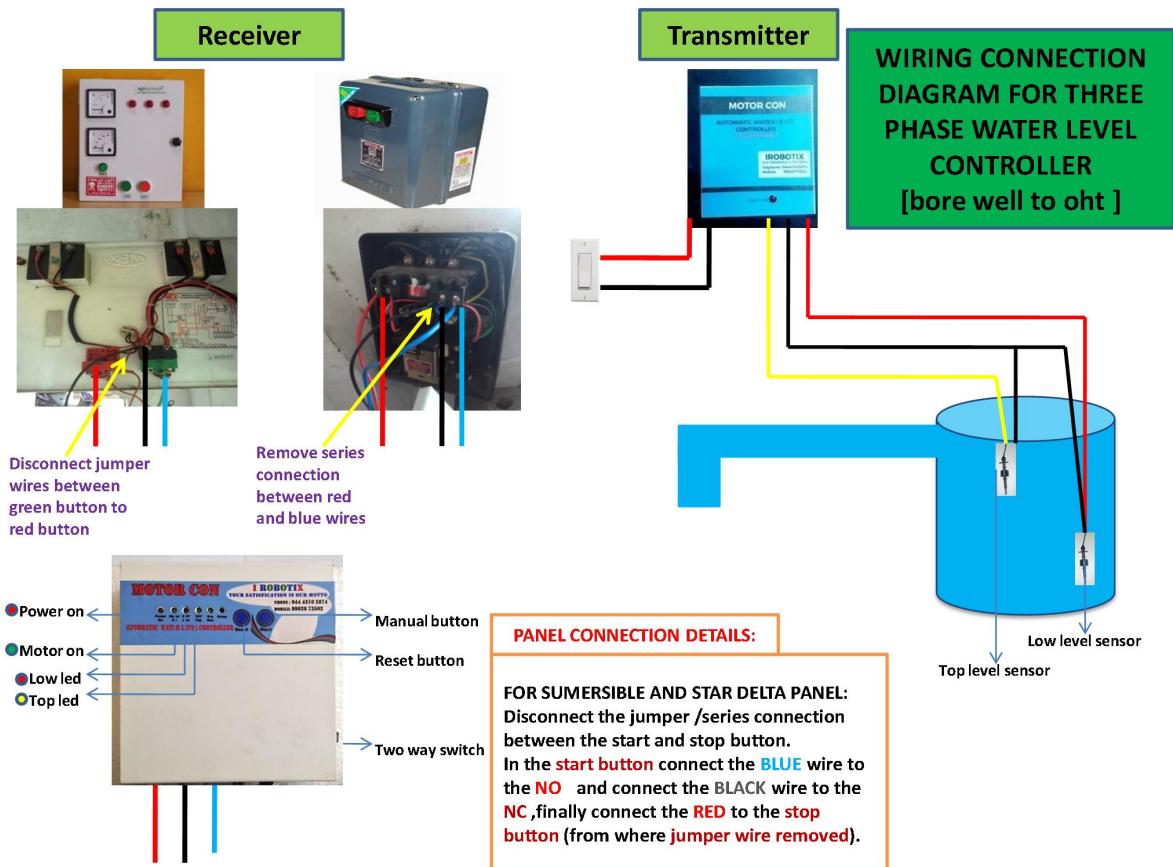 Receiver
Transmitter
WIRING CONNECTION
DIAGRAM FOR THREE
PHASE WATER LEVEL
CONTROLLER
[bore well to oht ]
MOTOR CON
AUTOMATIC WATER LEVEL
CONTROLLER
IROBOTIX
Disconnect jumper
wires between
green button to
red button
Remove series
connection
between red
and blue wires
MOTOR CON
I ROBOTIX
YOUR SATISFACTION IS OUR MOTTO
Power on
Motor on
Low led
Top led
Manual button
Reset button
Two way switch
Top level sensor
Low level sensor
PANEL CONNECTION DETAILS:
FOR SUMERSIBLE AND STAR DELTA PANEL:
Disconnect the jumper /series connection
between the start and stop button.
In the start button connect the BLUE wire to
the NO and connect the BLACK wire to the
NC ,finally connect the RED to the stop
button (from where jumper wire removed).